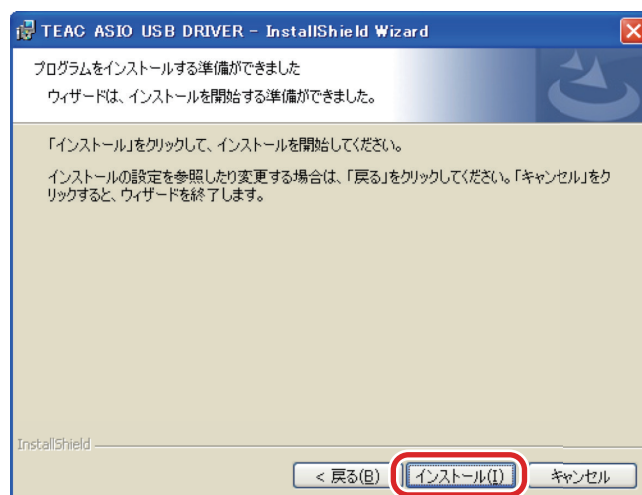 TEAC ASIO USB DRIVER - InstallShield Wizard
プログラムをインストールする準備ができました
ウィザードは、インストールを開始する準備ができました。
「インストール」をクリックして、インストールを開始してください。
インストールの設定を参照したり変更する場合は、「戻る」をクリックしてください。「キャンセル」をク
リックすると、ウィザードを終了します。
InstallShield
< 戻る(B) インストール(I) キャンセル